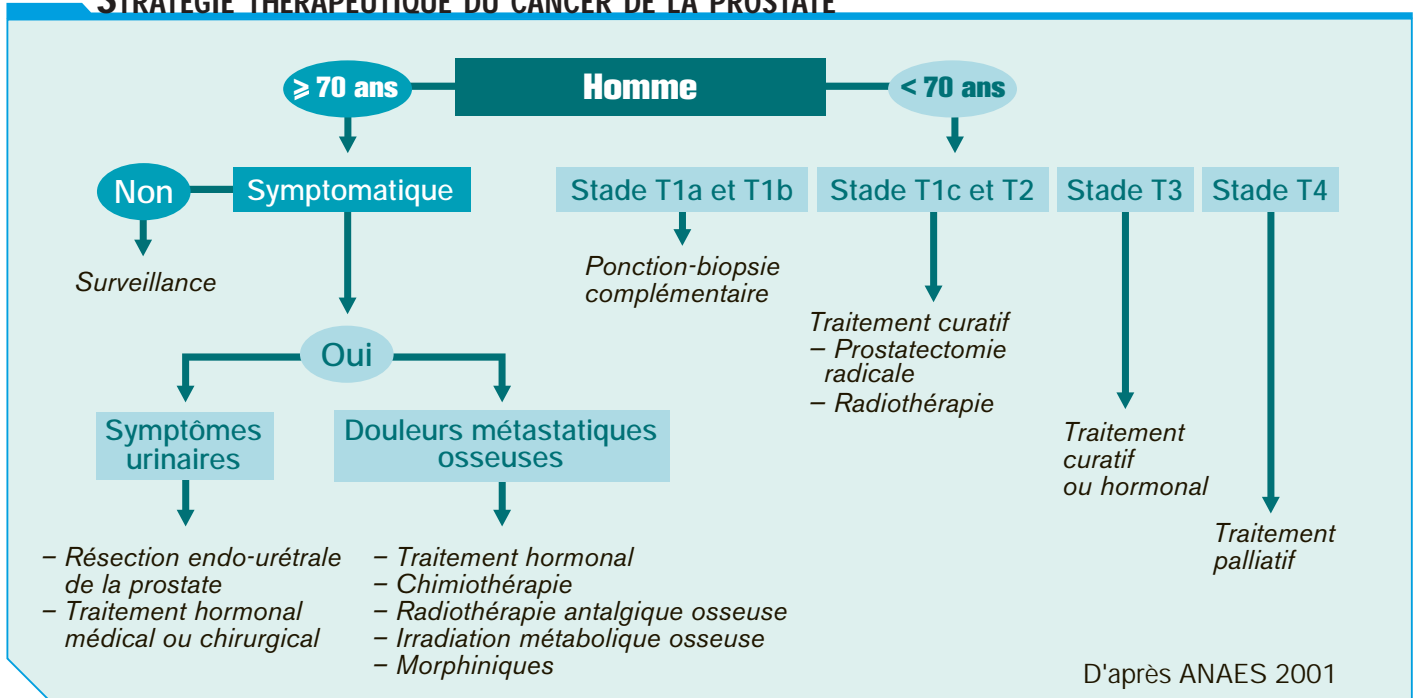 STRATÉGIE THÉRAPEUTIQUE DU CANCER DE LA PROSTATE
Homme
⩾ 70 ans
< 70 ans
Non
Symptomatique
Surveillance
Oui
Symptômes
urinaires
Douleurs métastatiques
osseuses
– Résection endo-urétrale
de la prostate
– Traitement hormonal
médical ou chirurgical
– Traitement hormonal
– Chimiothérapie
– Radiothérapie antalgique osseuse
– Irradiation métabolique osseuse
– Morphiniques
Stade T1a et T1b
Ponction-biopsie
complémentaire
Stade T1c et T2
Traitement curatif
– Prostatectomie
radicale
– Radiothérapie
Stade T3
Traitement
curatif
ou hormonal
Stade T4
Traitement
palliatif
D'après ANAES 2001